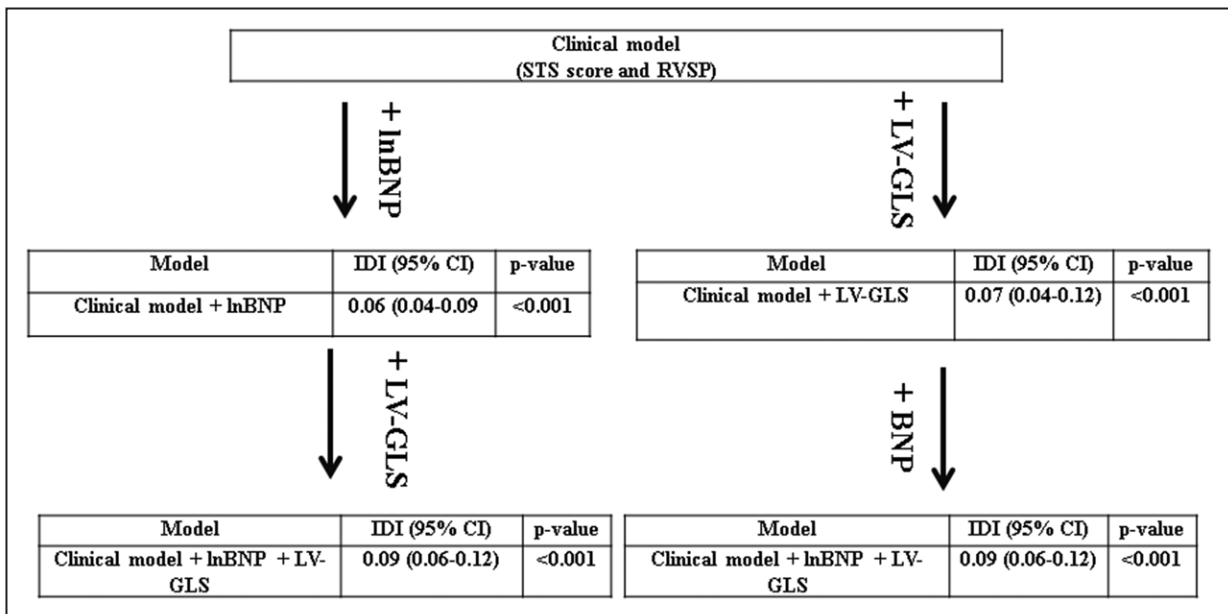 Clinical model
(STS score and RVSP)
+ lnBNP
+ LV-GLS
Model IDI (95% CI) p-value
Clinical model + lnBNP 0.06 (0.04-0.09 <0.001
Model IDI (95% CI) p-value
Clinical model + LV-GLS 0.07 (0.04-0.12) <0.001
+ LV-GLS
+ BNP
Model IDI (95% CI) p-value
Clinical model + lnBNP + LV- 0.09 (0.06-0.12) <0.001
GLS
Model IDI (95% CI) p-value
Clinical model + lnBNP + LV- 0.09 (0.06-0.12) <0.001
GLS